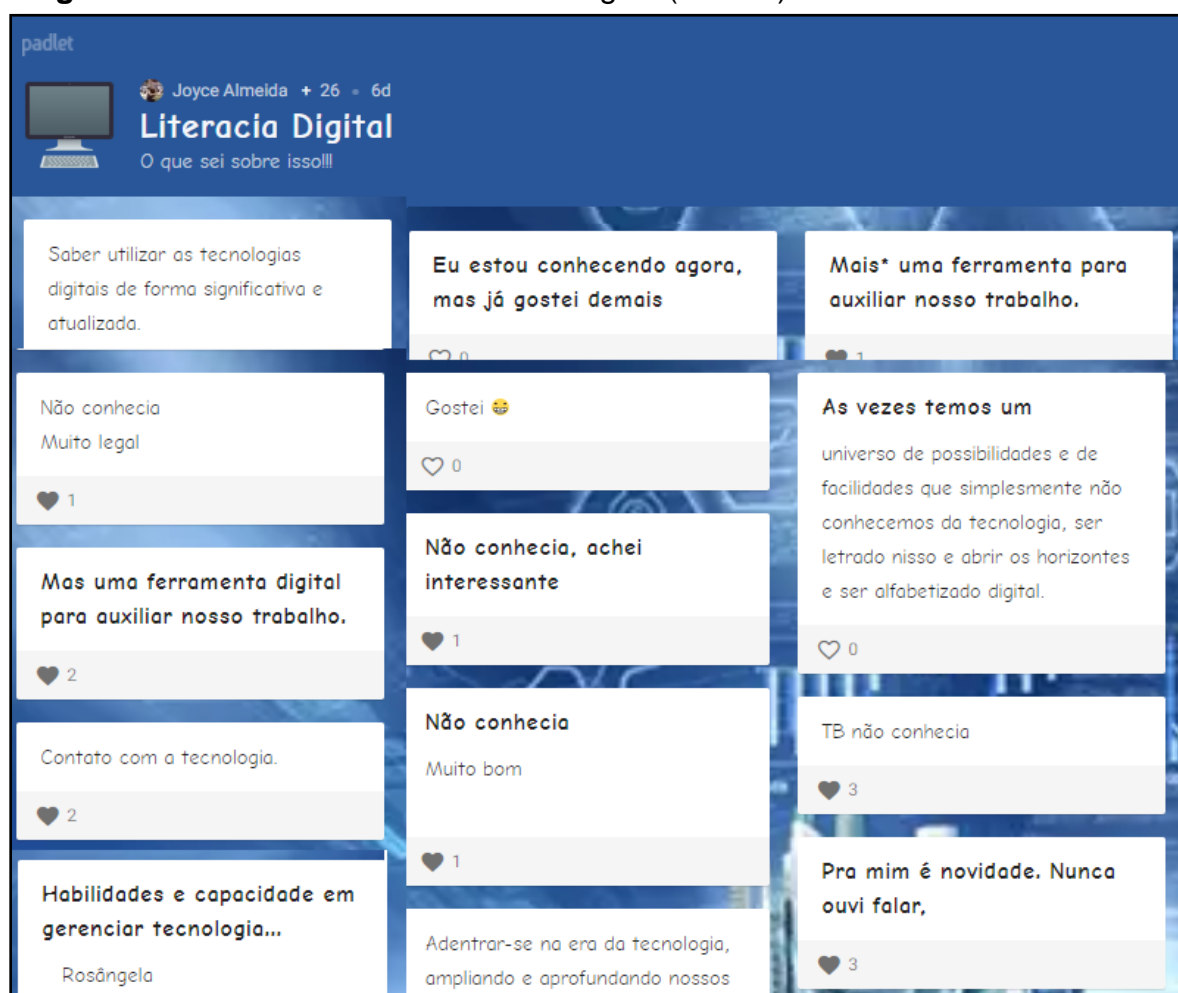 padlet
Joyce Almeida + 26 • 6d
Literacia Digital
O que sei sobre isso!!!
Saber utilizar as tecnologias
digitais de forma significativa e
atualizada.
Não conhecia
Muito legal
1
Mas uma ferramenta digital
para auxiliar nosso trabalho.
2
Contato com a tecnologia.
2
Habilidades e capacidade em
gerenciar tecnologia...
Rosângela
Eu estou conhecendo agora,
mas já gostei demais
0
Gostei 😁
0
Não conhecia, achei
interessante
1
Não conhecia
Muito bom
1
Adentrar-se na era da tecnologia,
ampliando e aprofundando nossos
Mais* uma ferramenta para
auxiliar nosso trabalho.
1
As vezes temos um
universo de possibilidades e de
facilidades que simplesmente não
conhecemos da tecnologia, ser
letrado nisso e abrir os horizontes
e ser alfabetizado digital.
0
TB não conhecia
3
Pra mim é novidade. Nunca
ouvi falar,
3